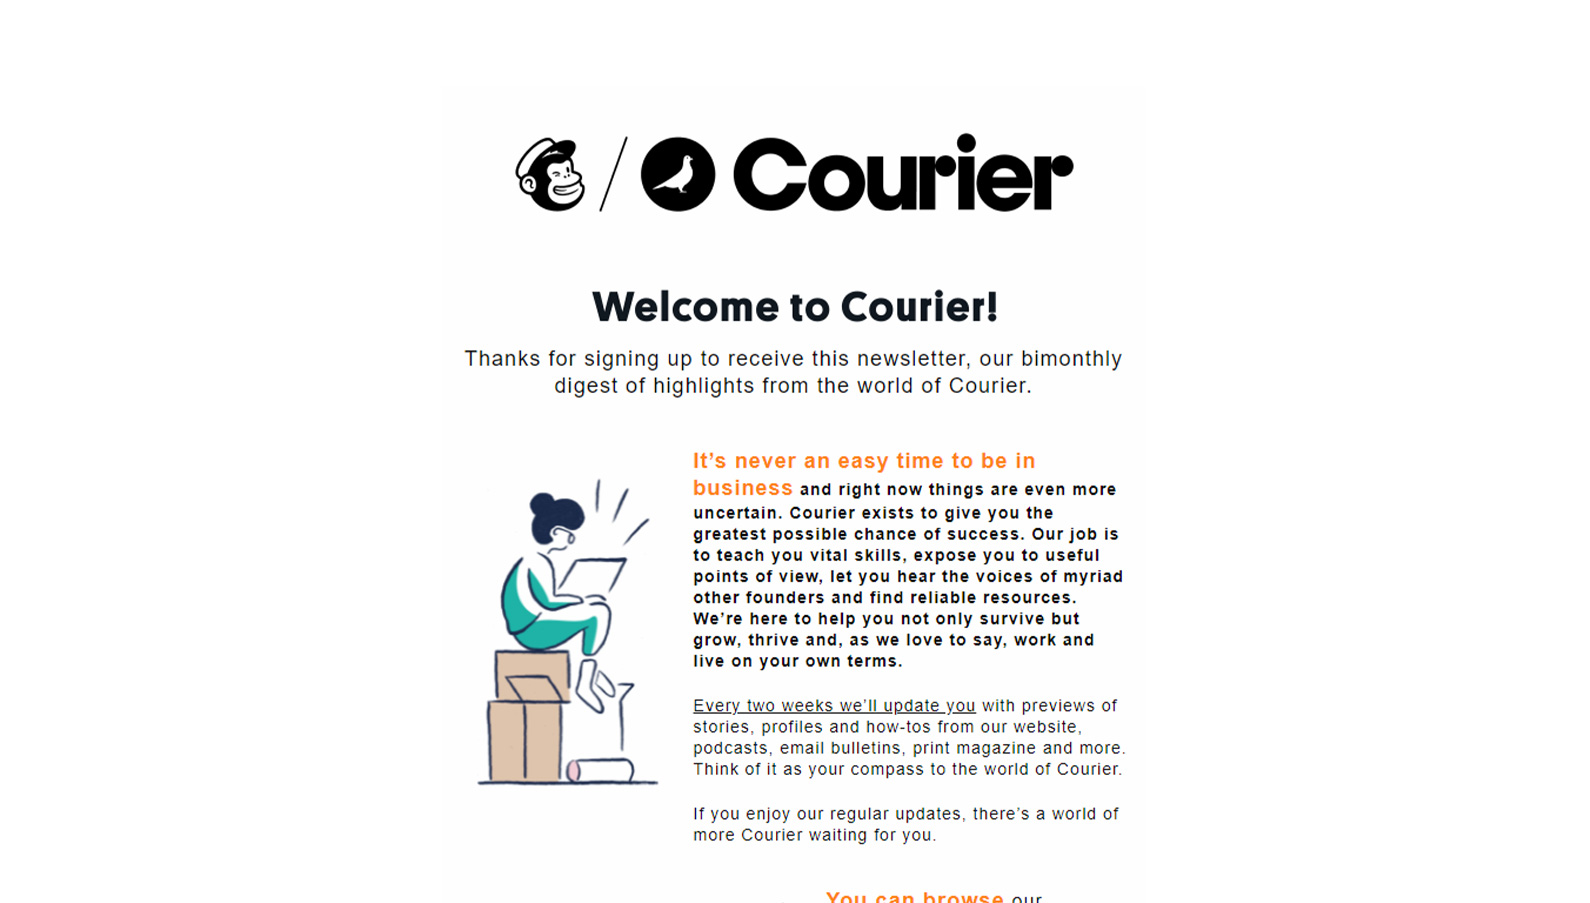 Courier
Welcome to Courier!
Thanks for signing up to receive this newsletter, our bimonthly
digest of highlights from the world of Courier.
It’s never an easy time to be in
business and right now things are even more
uncertain. Courier exists to give you the
greatest possible chance of success. Our job is
to teach you vital skills, expose you to useful
points of view, let you hear the voices of myriad
other founders and find reliable resources.
We’re here to help you not only survive but
grow, thrive and, as we love to say, work and
live on your own terms.
Every two weeks we’ll update you with previews of
stories, profiles and how-tos from our website,
podcasts, email bulletins, print magazine and more.
Think of it as your compass to the world of Courier.
If you enjoy our regular updates, there’s a world of
more Courier waiting for you.
You can browse our